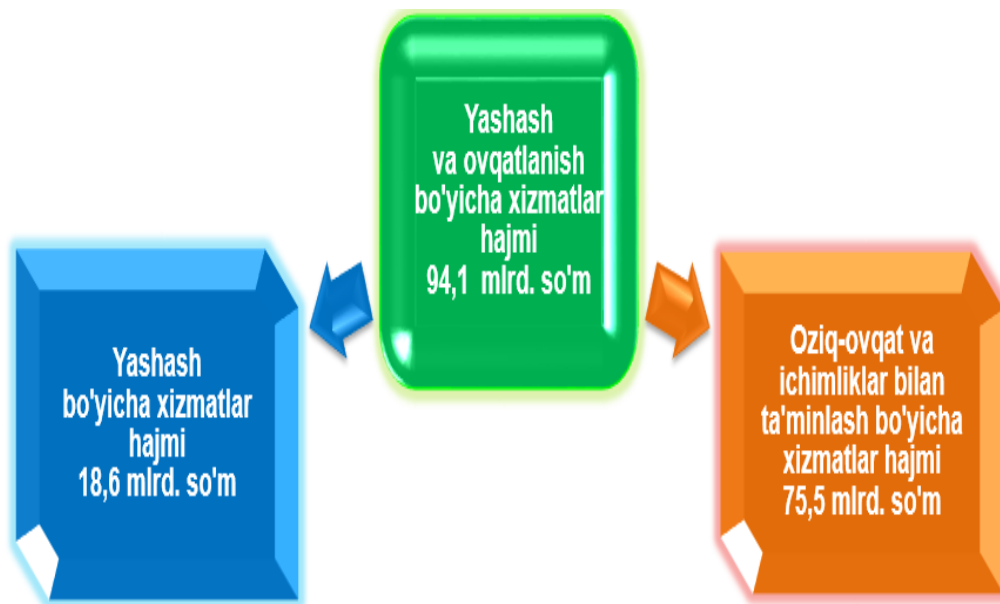 Yashash
va ovqatlanish
bo'yicha xizmatlar
hajmi
94,1 mlrd. so'm
Yashash
bo'yicha xizmatlar
hajmi
18,6 mlrd. so'm
Oziq-ovqat va
ichimliklar bilan
ta'minlash bo'yicha
xizmatlar hajmi
75,5 mlrd. so'm